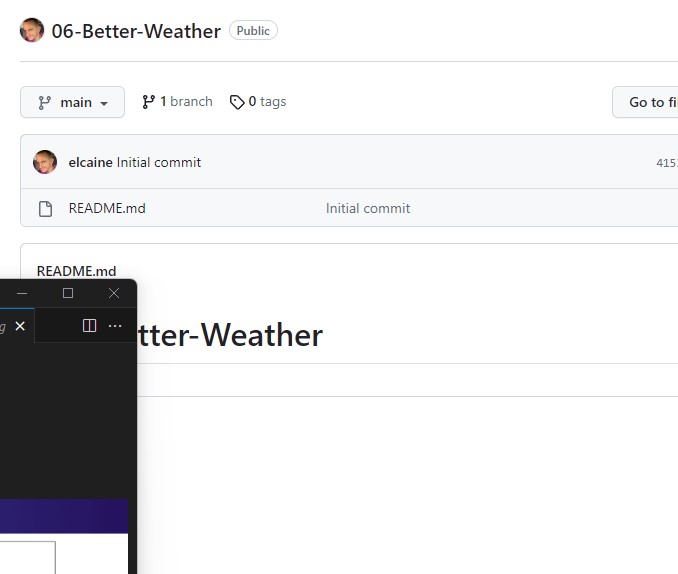 06-Better-Weather Public
main 1 branch 0 tags Go to fi
elcaine Initial commit 415
README.md Initial commit
README.md
g
tter-Weather